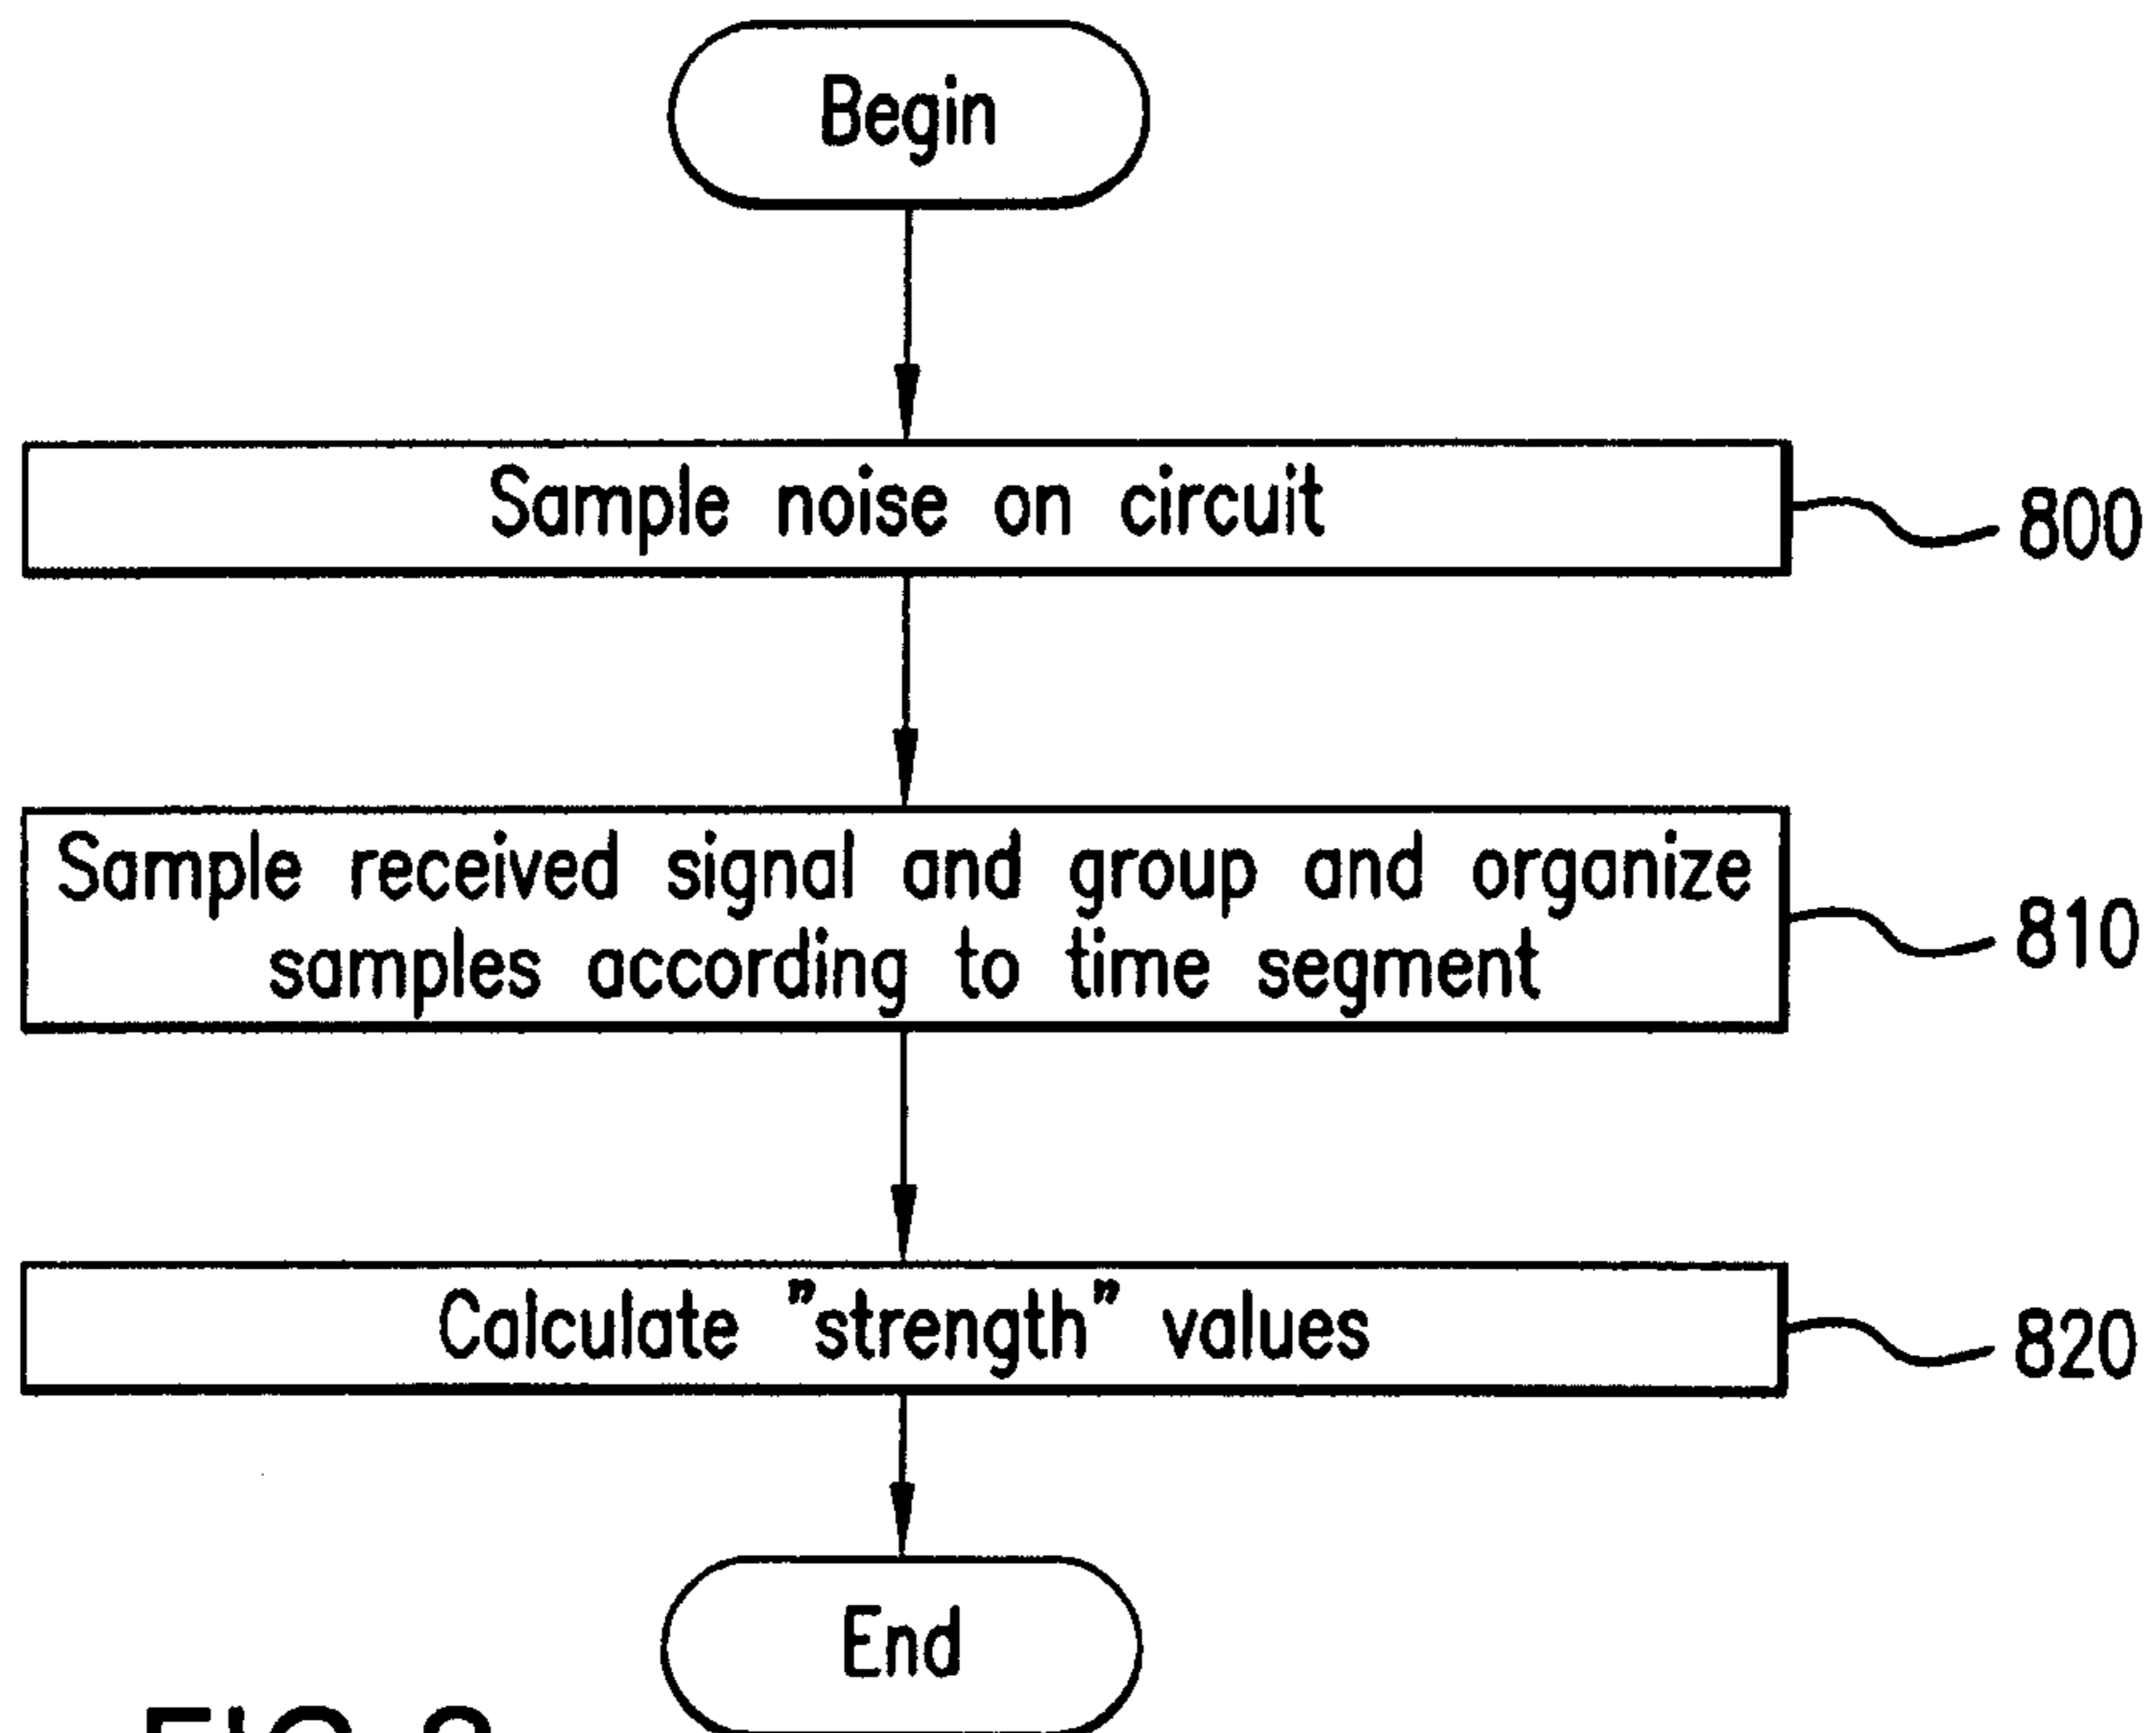 Begin
Sample noise on circuit
800
Sample received signal and group and organize
samples according to time segment
810
Calculate "strength" values
820
End